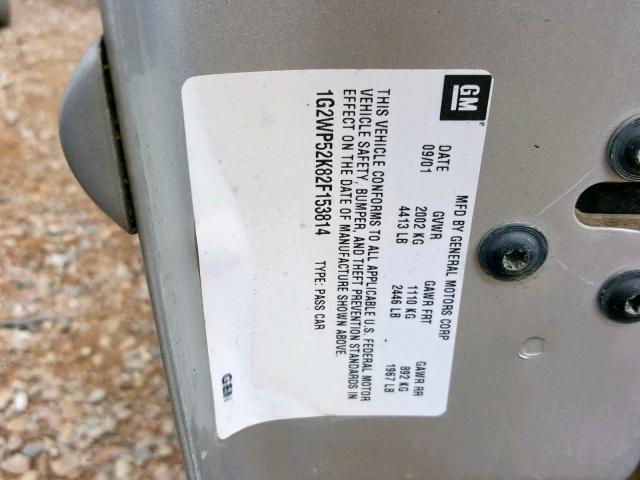 GM
MFD BY GENERAL MOTORS CORP
DATE GVWR GAWR FRT GAWR RR
09/01 2002 KG 1110 KG 892 KG
4413 LB 2446 LB 1967 LB
THIS VEHICLE CONFORMS TO ALL APPLICABLE U.S. FEDERAL MOTOR
VEHICLE SAFETY, BUMPER, AND THEFT PREVENTION STANDARDS IN
EFFECT ON THE DATE OF MANUFACTURE SHOWN ABOVE.
1G2WP52K82F153814 TYPE: PASS CAR